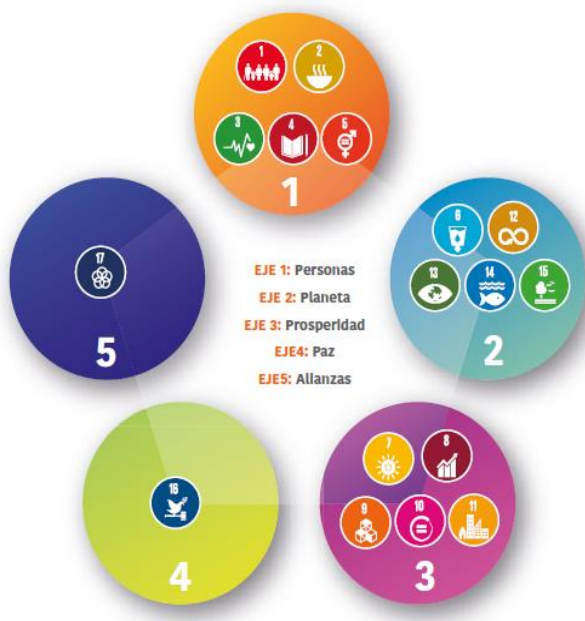 1 2
3 4 5
1
6 12
13 14 15
2
17
5
EJE 1: Personas
EJE 2: Planeta
EJE 3: Prosperidad
EJE4: Paz
EJE5: Alianzas
16
4
7 8
9 10 11
3